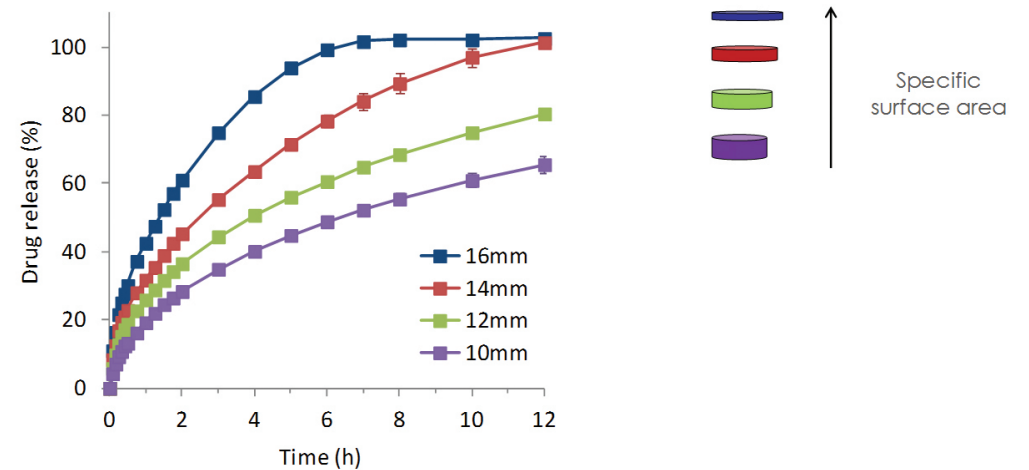 Drug release (%)
100
80
60
40
20
0
0 2 4 6 8 10 12
Time (h)
16mm
14mm
12mm
10mm
Specific
surface area